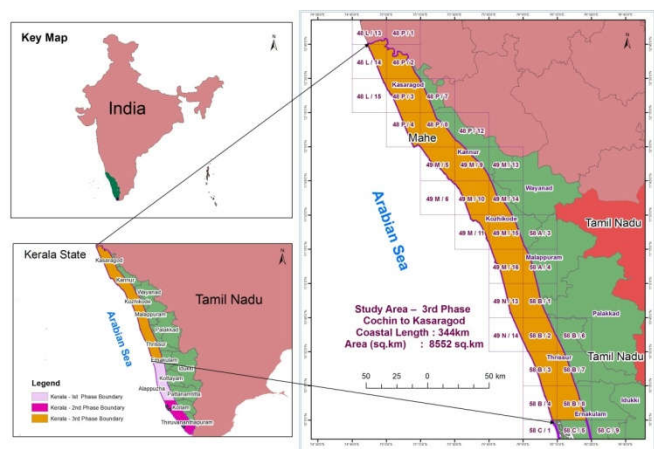 Key Map
N
India
Kerala State
N
Kasaragod
Kannur
Wayanad
Kozhikode
Malappuram
Palakkad
Thrissur
Ernakulam
Idukki
Kottayam
Alappuzha
Pattanamthitta
Kollam
Thiruvananthapuram
Arabian Sea
Tamil Nadu
Legend
Kerala - 1st Phase Boundary
Kerala - 2nd Phase Boundary
Kerala - 3rd Phase Boundary
N
48 L / 13
48 P / 1
48 L / 14
48 P / 2
Kasaragod
48 L / 15
48 P / 3
48 P / 7
48 P / 4
48 P / 8
48 P / 12
Mahe
Kannur
49 M / 5
49 M / 9
49 M / 13
Wayanad
49 M / 6
49 M / 10
49 M / 14
Kozhikode
49 M / 11
49 M / 15
58 A / 3
Tamil Nadu
Malappuram
49 M / 16
58 A / 4
Arabian Sea
49 N / 13
58 B / 1
Palakkad
Study Area – 3rd Phase
Cochin to Kasaragod
Coastal Length : 344km
Area (sq.km) : 8552 sq.km
49 N / 14
58 B / 2
58 B / 6
Thrissur
Tamil Nadu
58 B / 3
58 B / 7
50 25 0 50 km
Idukki
58 B / 4
58 B / 8
Ernakulam
58 C / 1
58 C / 5
58 C / 9